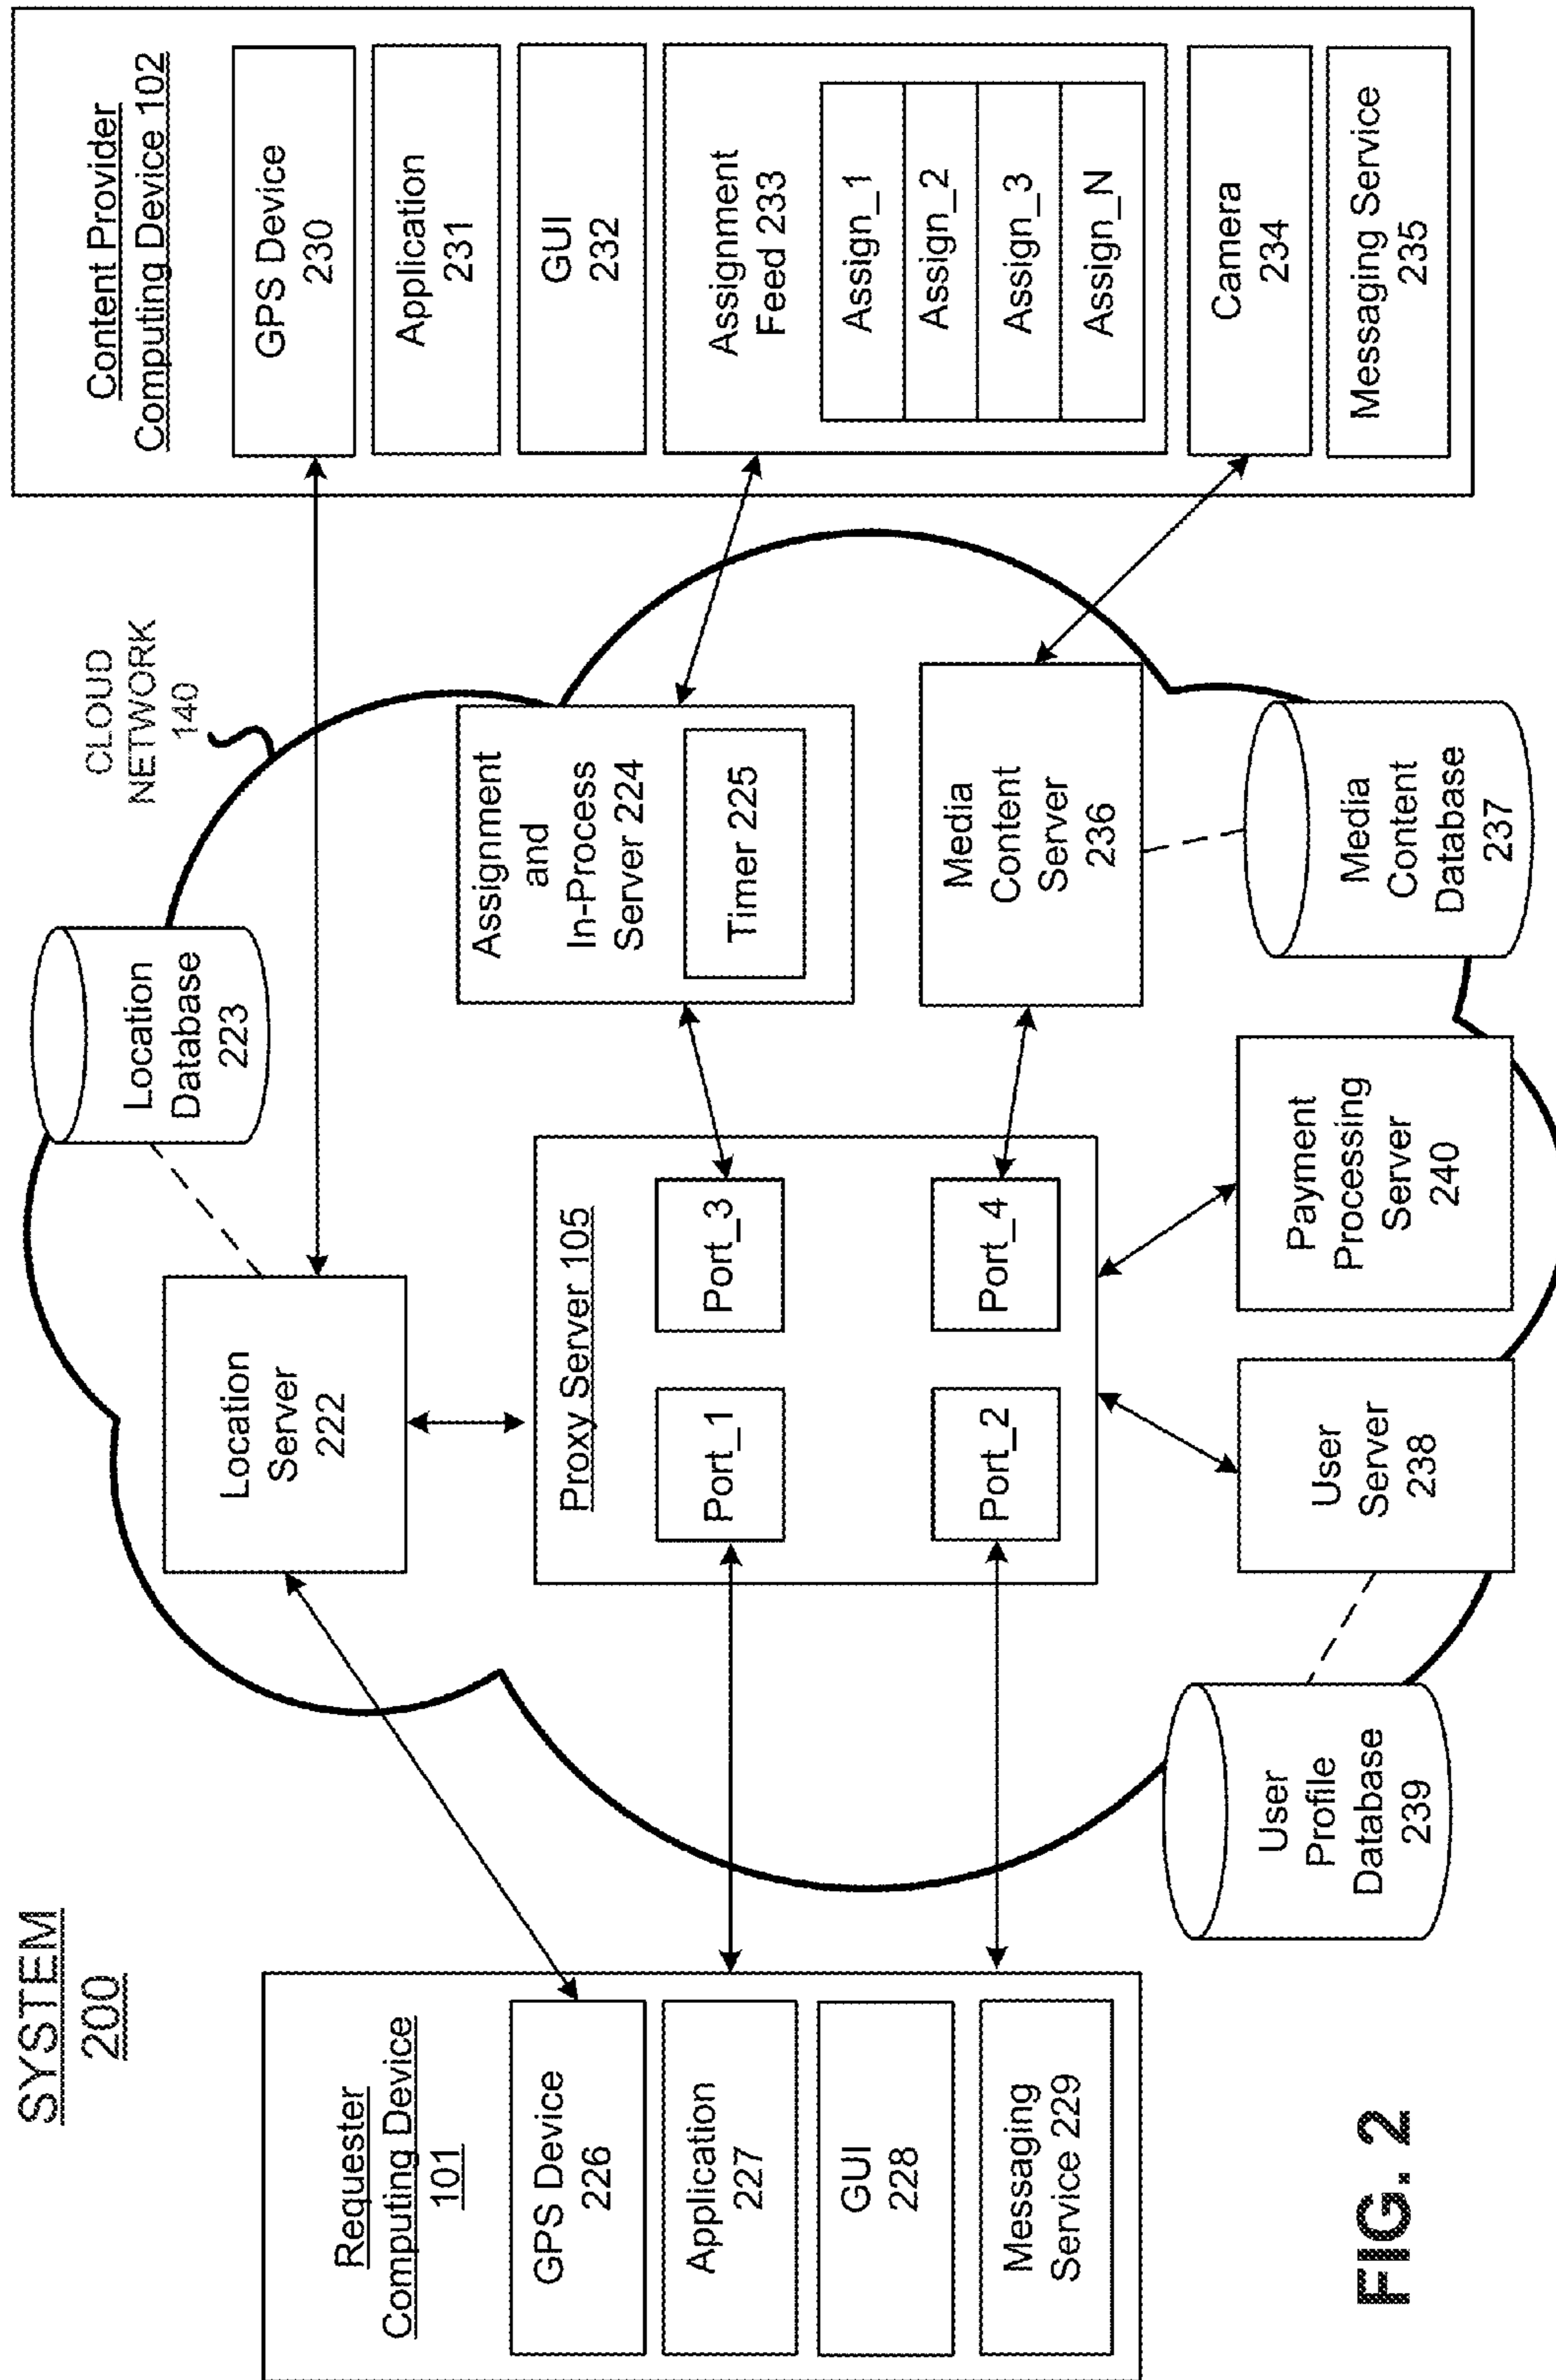 SYSTEM
200
Requester
Computing Device
101
GPS Device
226
Application
227
GUI
228
Messaging
Service 229
CLOUD
NETWORK
140
Location
Server
222
Location
Database
223
Proxy Server 105
Port_1
Port_3
Port_2
Port_4
Assignment
and
In-Process
Server 224
Timer 225
Media
Content
Server
236
Media
Content
Database
237
User
Profile
Database
239
User
Server
238
Payment
Processing
Server
240
Content Provider
Computing Device 102
GPS Device
230
Application
231
GUI
232
Assignment
Feed 233
Assign_1
Assign_2
Assign_3
Assign_N
Camera
234
Messaging Service
235
FIG. 2